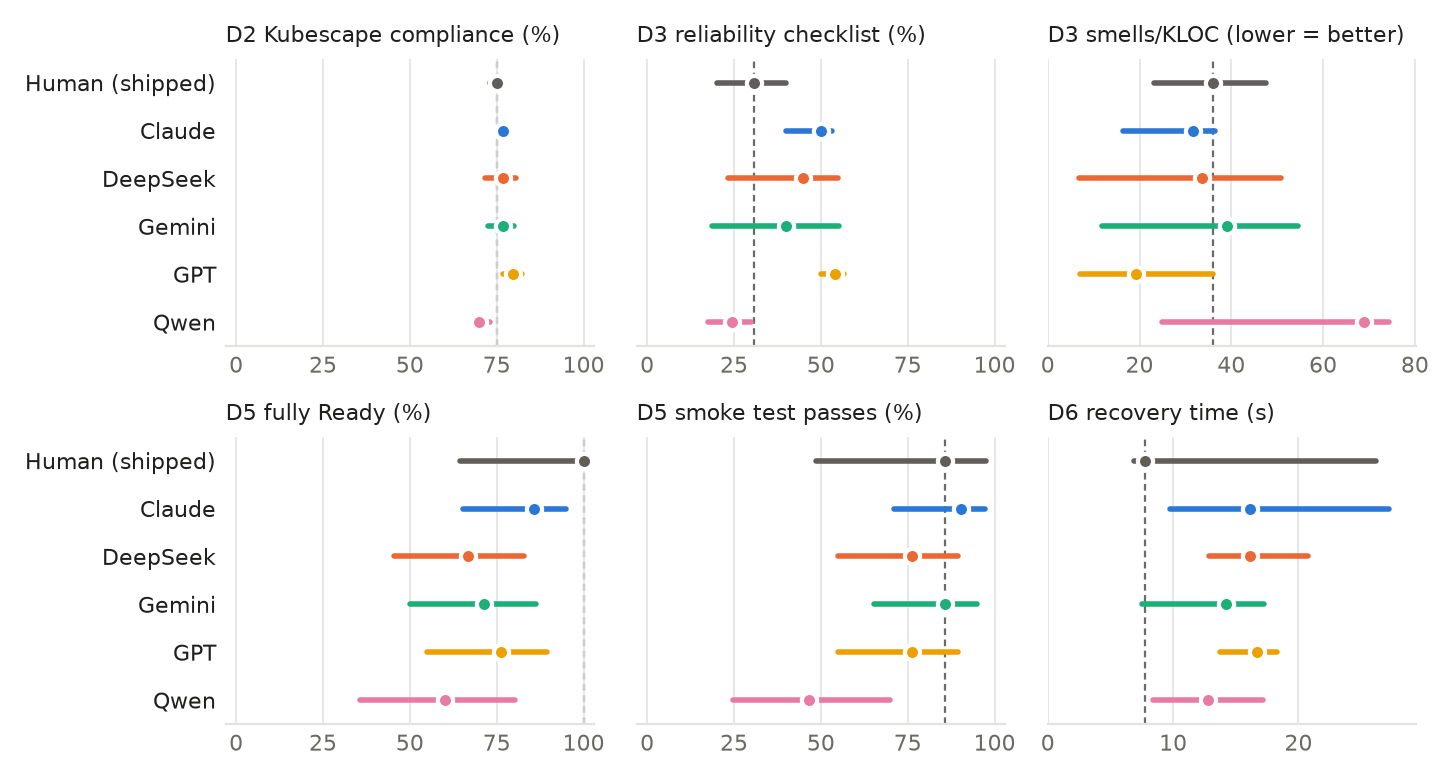 D2 Kubescape compliance (%)
D3 reliability checklist (%)
D3 smells/KLOC (lower = better)
Human (shipped)
Claude
DeepSeek
Gemini
GPT
Qwen
0 25 50 75 100
0 25 50 75 100
0 20 40 60 80
D5 fully Ready (%)
D5 smoke test passes (%)
D6 recovery time (s)
Human (shipped)
Claude
DeepSeek
Gemini
GPT
Qwen
0 25 50 75 100
0 25 50 75 100
0 10 20